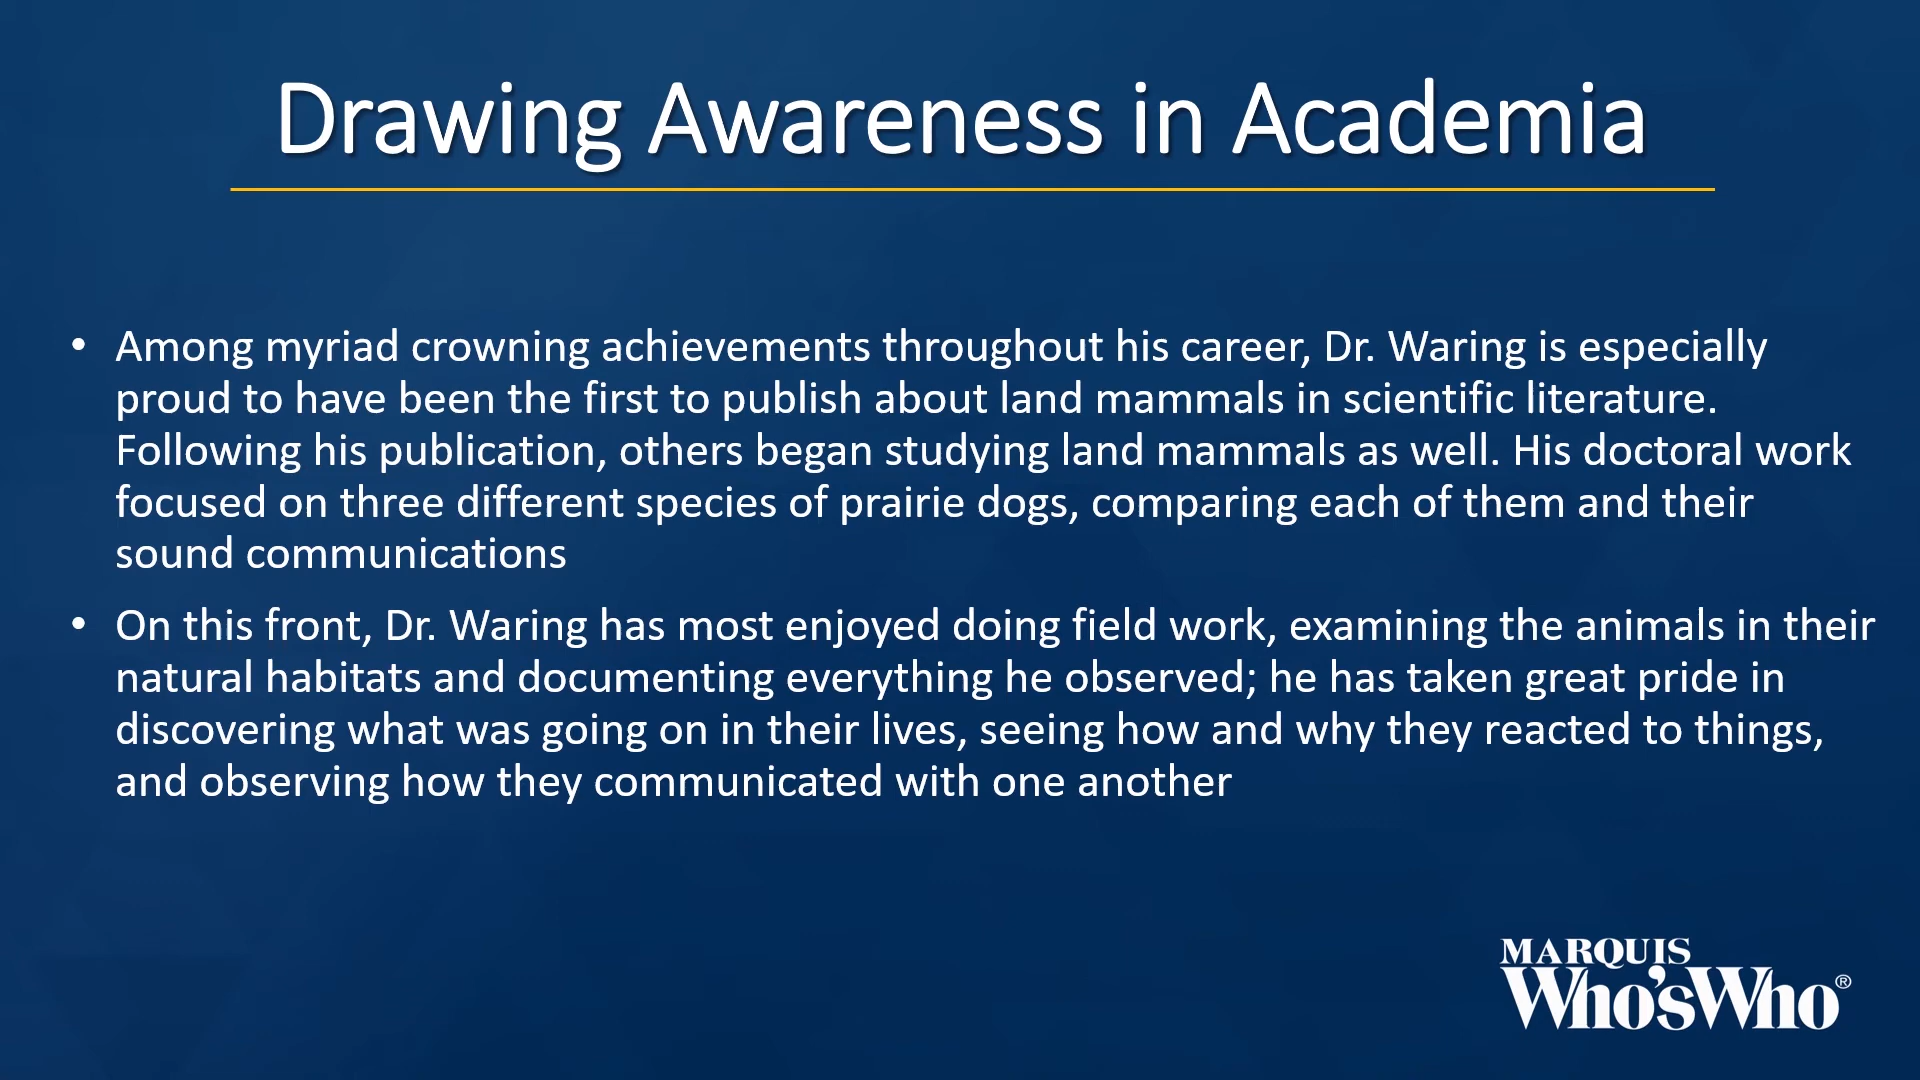 Drawing Awareness in Academia
• Among myriad crowning achievements throughout his career, Dr. Waring is especially
proud to have been the first to publish about land mammals in scientific literature.
Following his publication, others began studying land mammals as well. His doctoral work
focused on three different species of prairie dogs, comparing each of them and their
sound communications
• On this front, Dr. Waring has most enjoyed doing field work, examining the animals in their
natural habitats and documenting everything he observed; he has taken great pride in
discovering what was going on in their lives, seeing how and why they reacted to things,
and observing how they communicated with one another
MARQUIS
Who'sWho®